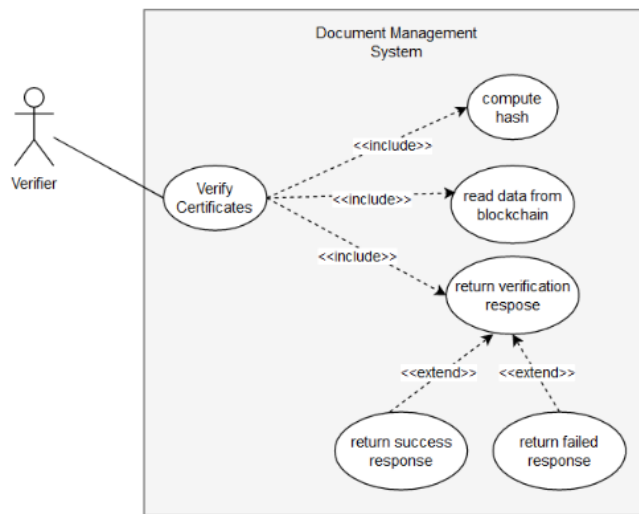 Document Management
System
compute
hash
<<include>>
Verifier
Verify
Certificates
<<include>>
read data from
blockchain
<<include>>
return verification
respose
<<extend>>
<<extend>>
return success
response
return failed
response